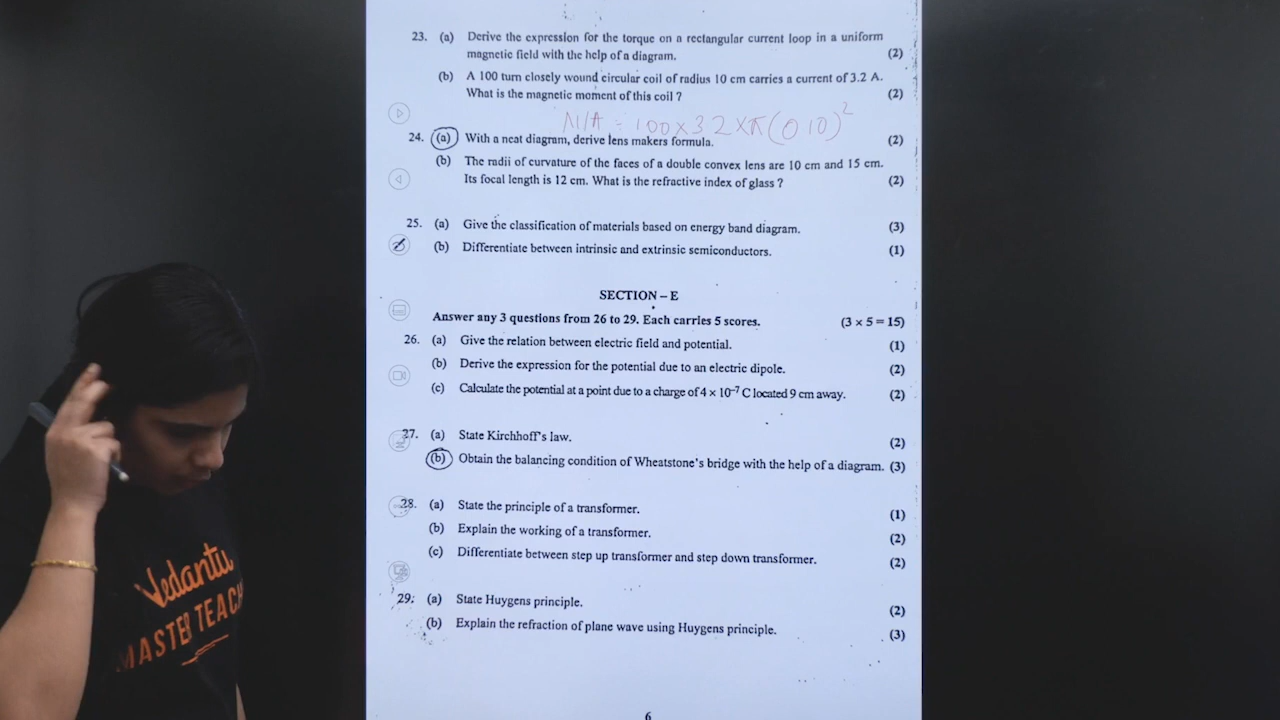 23. (a) Derive the expression for the torque on a rectangular current loop in a uniform
magnetic field with the help of a diagram. (2)
(b) A 100 turn closely wound circular coil of radius 10 cm carries a current of 3.2 A.
What is the magnetic moment of this coil ? (2)
NIA = 100×3.2×π(0.10)²
24. (a) With a neat diagram, derive lens makers formula. (2)
(b) The radii of curvature of the faces of a double convex lens are 10 cm and 15 cm.
Its focal length is 12 cm. What is the refractive index of glass ? (2)
25. (a) Give the classification of materials based on energy band diagram. (3)
(b) Differentiate between intrinsic and extrinsic semiconductors. (1)
SECTION – E
Answer any 3 questions from 26 to 29. Each carries 5 scores. (3 × 5 = 15)
26. (a) Give the relation between electric field and potential. (1)
(b) Derive the expression for the potential due to an electric dipole. (2)
(c) Calculate the potential at a point due to a charge of 4 × 10⁻⁷ C located 9 cm away. (2)
27. (a) State Kirchhoff's law. (2)
(b) Obtain the balancing condition of Wheatstone's bridge with the help of a diagram. (3)
28. (a) State the principle of a transformer. (1)
(b) Explain the working of a transformer. (2)
(c) Differentiate between step up transformer and step down transformer. (2)
29. (a) State Huygens principle. (2)
(b) Explain the refraction of plane wave using Huygens principle. (3)
6
Vedantu
MASTER TEACH